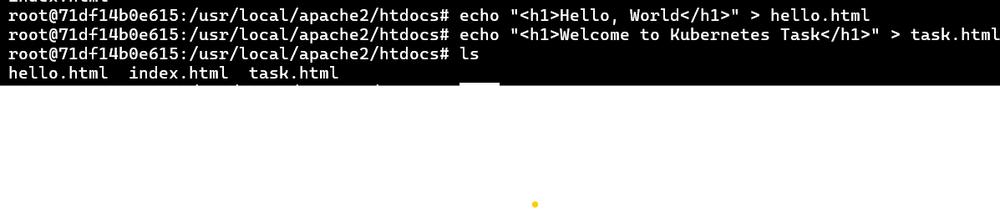 index.html
root@71df14b0e615:/usr/local/apache2/htdocs# echo "<h1>Hello, World</h1>" > hello.html
root@71df14b0e615:/usr/local/apache2/htdocs# echo "<h1>Welcome to Kubernetes Task</h1>" > task.html
root@71df14b0e615:/usr/local/apache2/htdocs# ls
hello.html  index.html  task.html